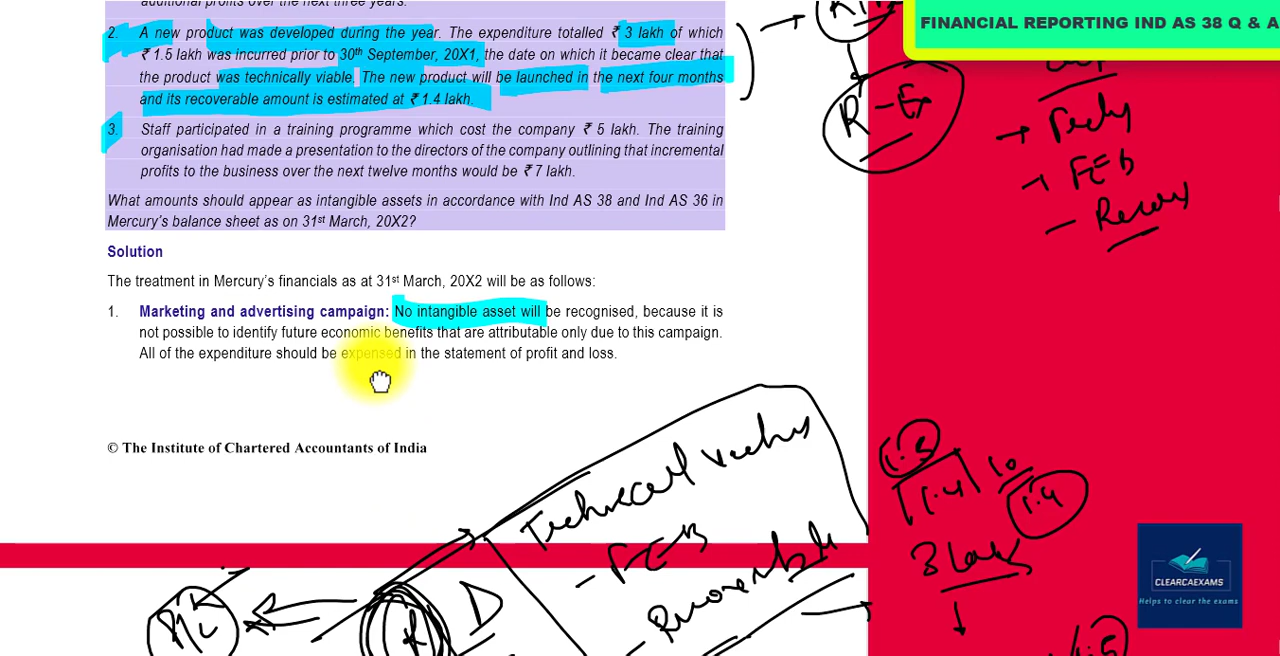 additional profits over the next three years.
2. A new product was developed during the year. The expenditure totalled ₹ 3 lakh of which
₹ 1.5 lakh was incurred prior to 30th September, 20X1, the date on which it became clear that
the product was technically viable. The new product will be launched in the next four months
and its recoverable amount is estimated at ₹ 1.4 lakh.
3. Staff participated in a training programme which cost the company ₹ 5 lakh. The training
organisation had made a presentation to the directors of the company outlining that incremental
profits to the business over the next twelve months would be ₹ 7 lakh.
What amounts should appear as intangible assets in accordance with Ind AS 38 and Ind AS 36 in
Mercury's balance sheet as on 31st March, 20X2?
Solution
The treatment in Mercury's financials as at 31st March, 20X2 will be as follows:
1. Marketing and advertising campaign: No intangible asset will be recognised, because it is
not possible to identify future economic benefits that are attributable only due to this campaign.
All of the expenditure should be expensed in the statement of profit and loss.
© The Institute of Chartered Accountants of India
FINANCIAL REPORTING IND AS 38 Q & A
R - Ex
FEB
1.5
1.4
10
1.4
3 lakhs
Technical
- FEB
- Recoverable
R
D
CLEARCAEXAMS
Helps to clear the exams